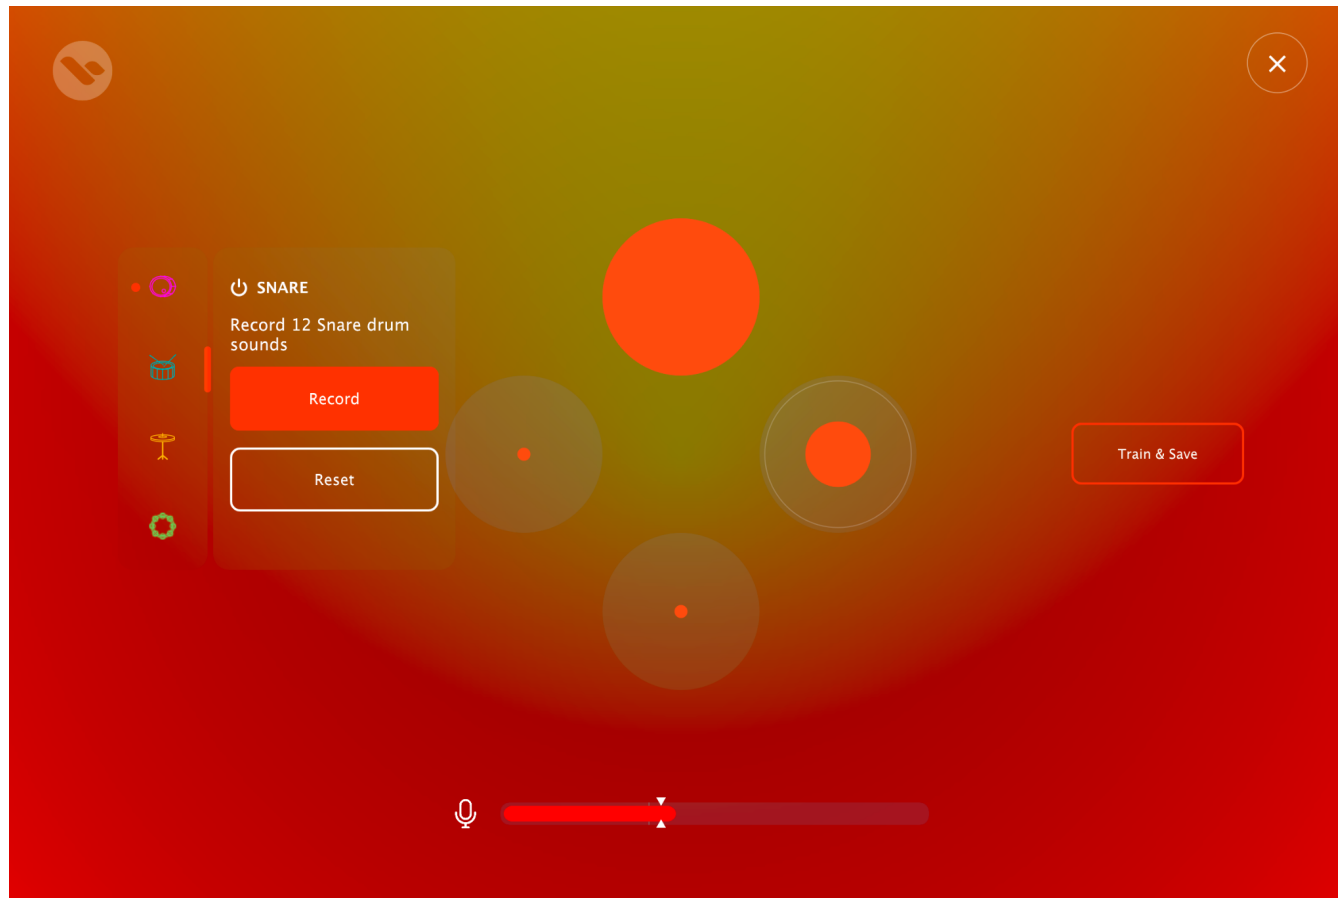 SNARE
Record 12 Snare drum
sounds
Record
Reset
Train & Save